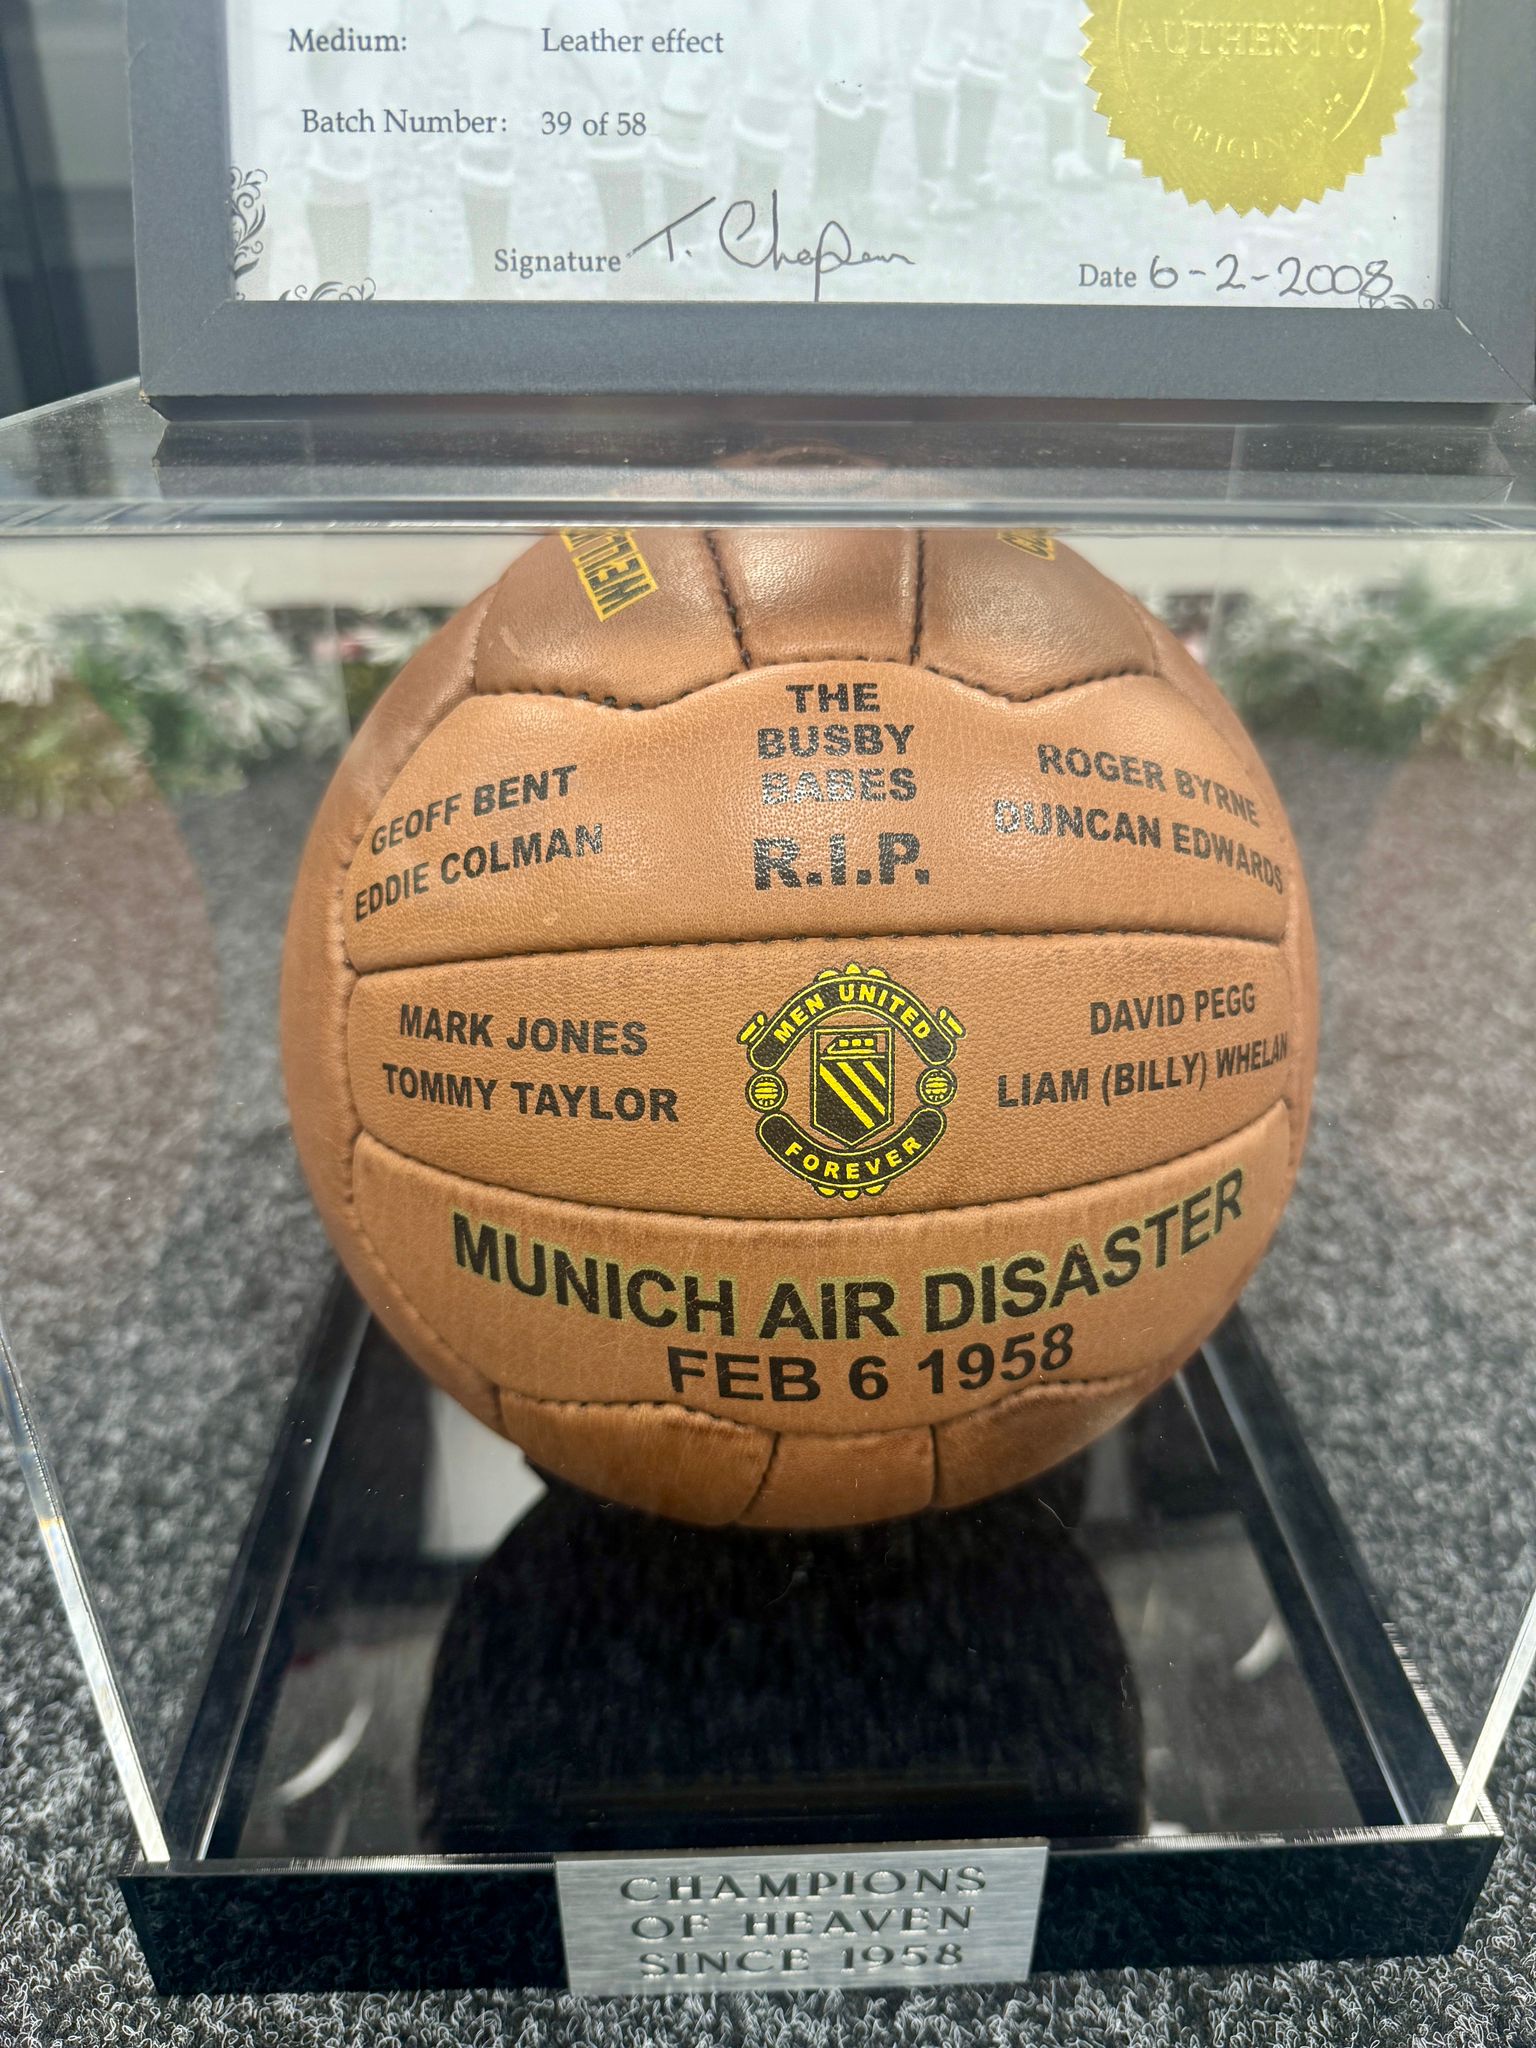 Medium: Leather effect
AUTHENTIC
ORIGINAL
Batch Number: 39 of 58
Signature T. Chapman
Date 6-2-2008
THE
BUSBY
BABES
R.I.P.
GEOFF BENT
EDDIE COLMAN
ROGER BYRNE
DUNCAN EDWARDS
MARK JONES
TOMMY TAYLOR
MEN UNITED
FOREVER
DAVID PEGG
LIAM (BILLY) WHELAN
MUNICH AIR DISASTER
FEB 6 1958
CHAMPIONS
OF HEAVEN
SINCE 1958